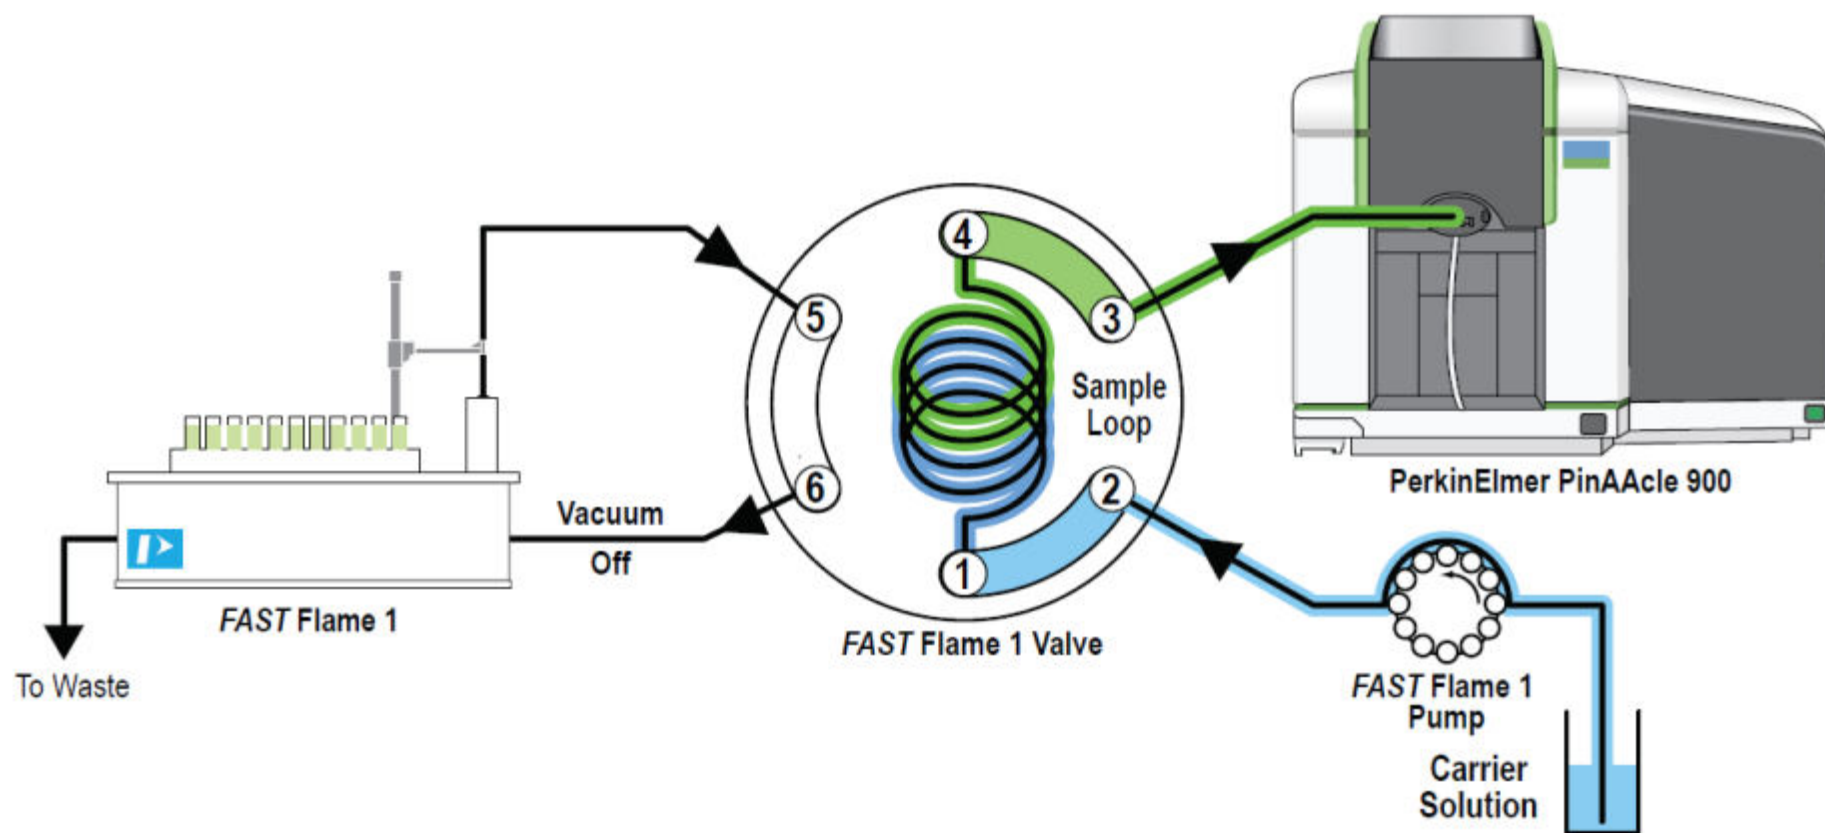 4
5
3
Sample
Loop
PerkinElmer PinAAcle 900
6
2
Vacuum
Off
1
FAST Flame 1
FAST Flame 1 Valve
To Waste
FAST Flame 1
Pump
Carrier
Solution